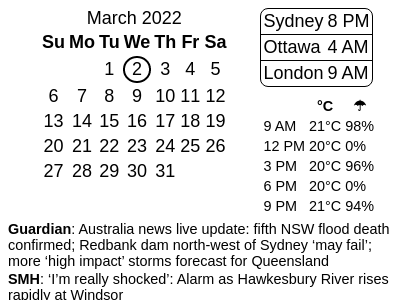 March 2022
Su Mo Tu We Th Fr Sa
1 2 3 4 5
6 7 8 9 10 11 12
13 14 15 16 17 18 19
20 21 22 23 24 25 26
27 28 29 30 31
Sydney 8 PM
Ottawa 4 AM
London 9 AM
°C ☂
9 AM 21°C 98%
12 PM 20°C 0%
3 PM 20°C 96%
6 PM 20°C 0%
9 PM 21°C 94%
Guardian: Australia news live update: fifth NSW flood death
confirmed; Redbank dam north-west of Sydney ‘may fail’;
more ‘high impact’ storms forecast for Queensland
SMH: ‘I’m really shocked’: Alarm as Hawkesbury River rises
rapidly at Windsor